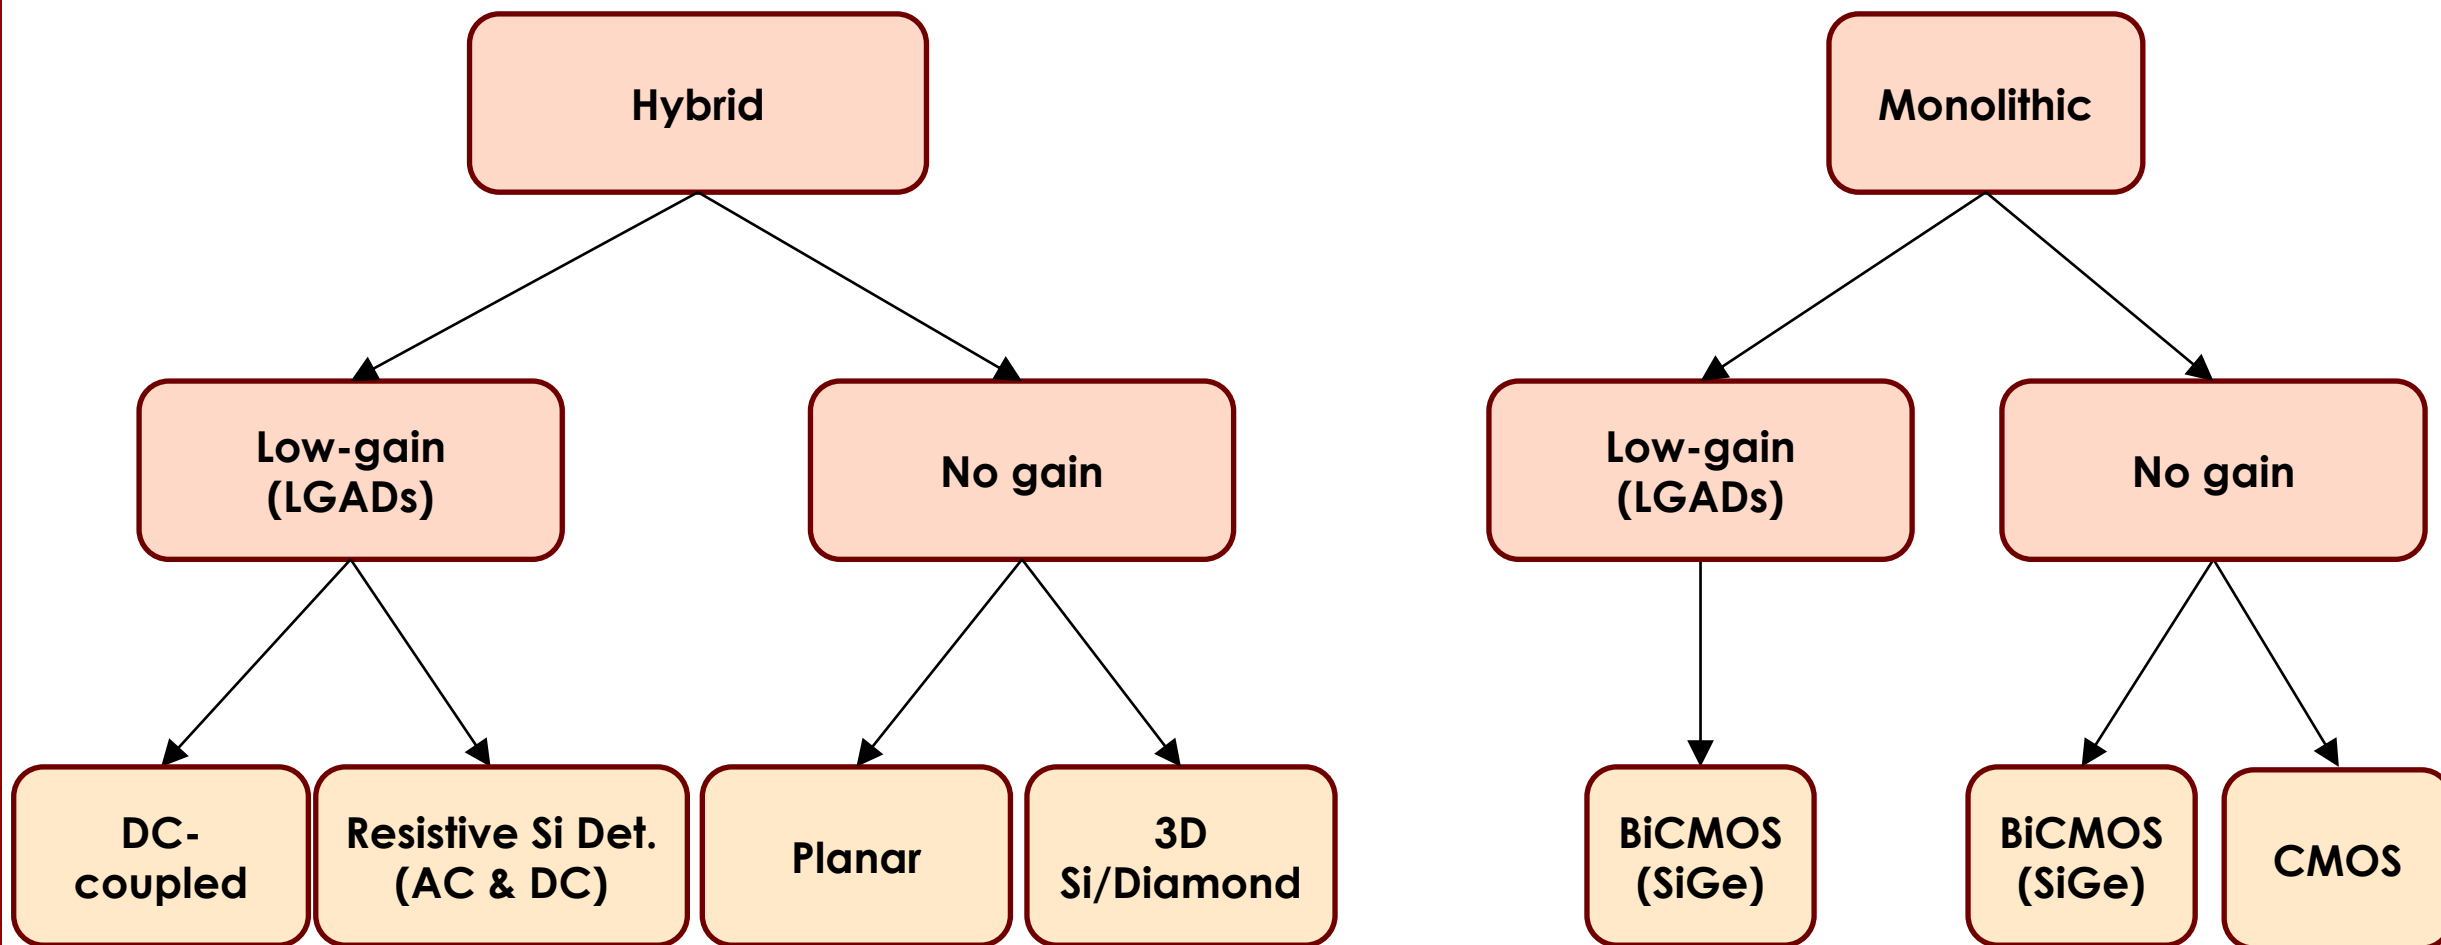 Hybrid
Monolithic
Low-gain
(LGADs)
No gain
Low-gain
(LGADs)
No gain
DC-
coupled
Resistive Si Det.
(AC & DC)
Planar
3D
Si/Diamond
BiCMOS
(SiGe)
BiCMOS
(SiGe)
CMOS